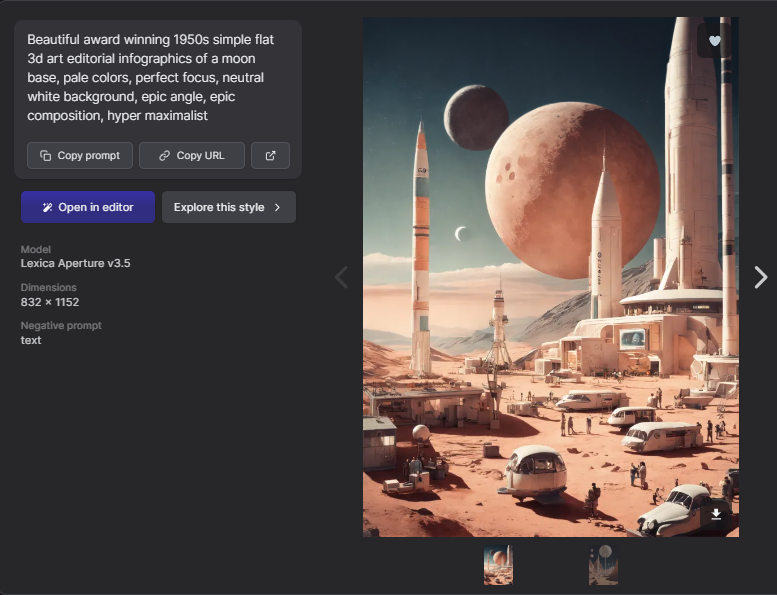 Beautiful award winning 1950s simple flat
3d art editorial infographics of a moon
base, pale colors, perfect focus, neutral
white background, epic angle, epic
composition, hyper maximalist
Copy prompt
Copy URL
Open in editor
Explore this style
Model
Lexica Aperture v3.5
Dimensions
832 × 1152
Negative prompt
text